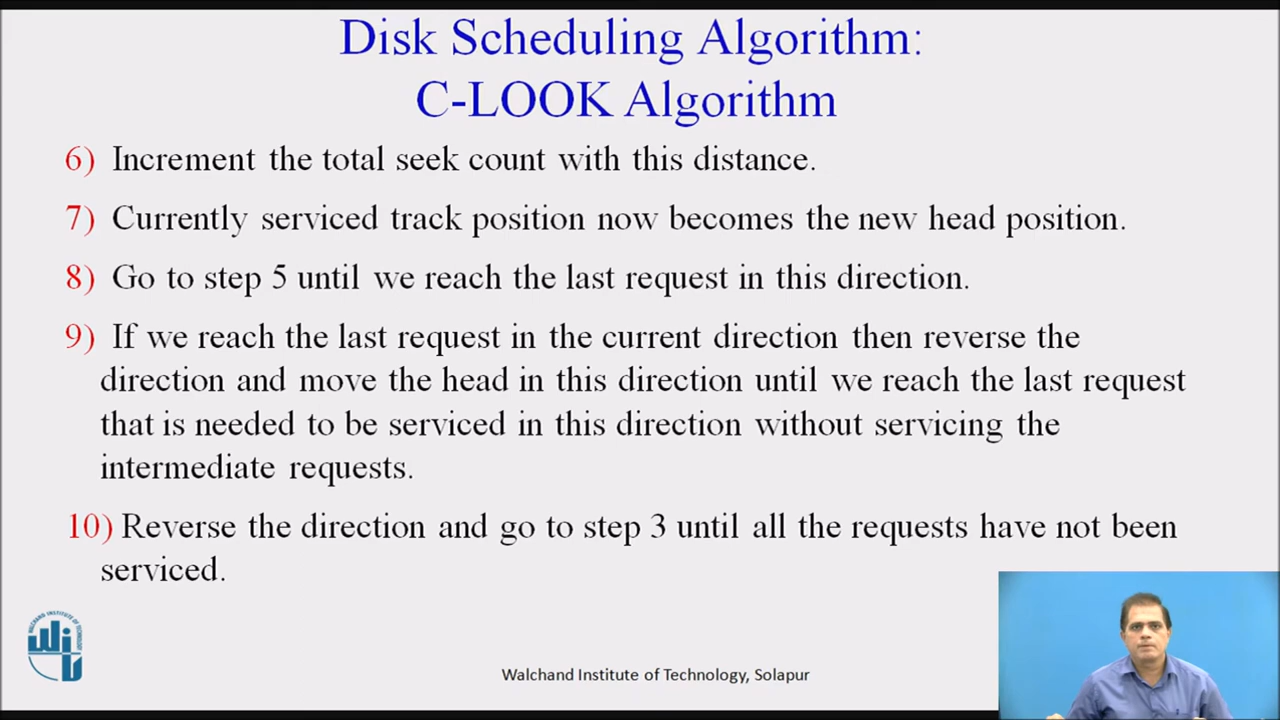 Disk Scheduling Algorithm:
C-LOOK Algorithm
6) Increment the total seek count with this distance.
7) Currently serviced track position now becomes the new head position.
8) Go to step 5 until we reach the last request in this direction.
9) If we reach the last request in the current direction then reverse the
direction and move the head in this direction until we reach the last request
that is needed to be serviced in this direction without servicing the
intermediate requests.
10) Reverse the direction and go to step 3 until all the requests have not been
serviced.
WALCHAND INSTITUTE OF TECHNOLOGY
WIT
Walchand Institute of Technology, Solapur